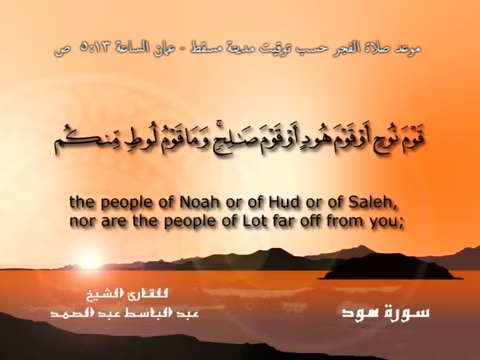 موعد صلاة الفجر حسب توقيت مدينة مسقط - عمان الساعة ٥:١٣ ص
قَوْمَ نُوحٍ أَوْ قَوْمَ هُودٍ أَوْ قَوْمَ صَـٰلِحٍ ۚ وَمَا قَوْمُ لُوطٍ مِّنكُم
the people of Noah or of Hud or of Saleh,
nor are the people of Lot far off from you;
للقارئ الشيخ
عبد الباسط عبد الصمد
سورة هود